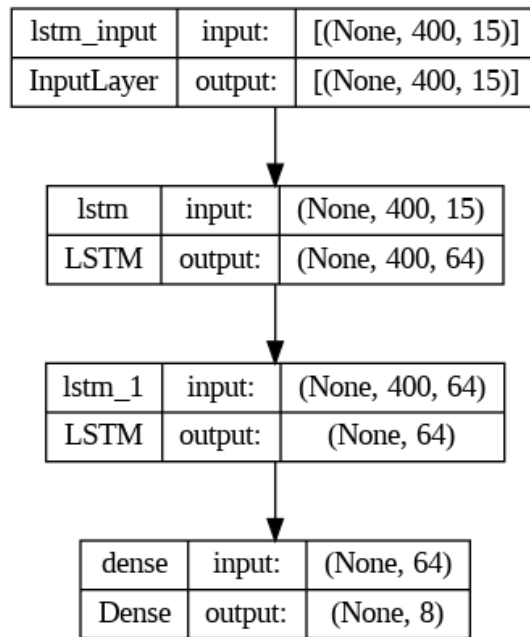 lstm_input input: [(None, 400, 15)]
InputLayer output: [(None, 400, 15)]
lstm input: (None, 400, 15)
LSTM output: (None, 400, 64)
lstm_1 input: (None, 400, 64)
LSTM output: (None, 64)
dense input: (None, 64)
Dense output: (None, 8)